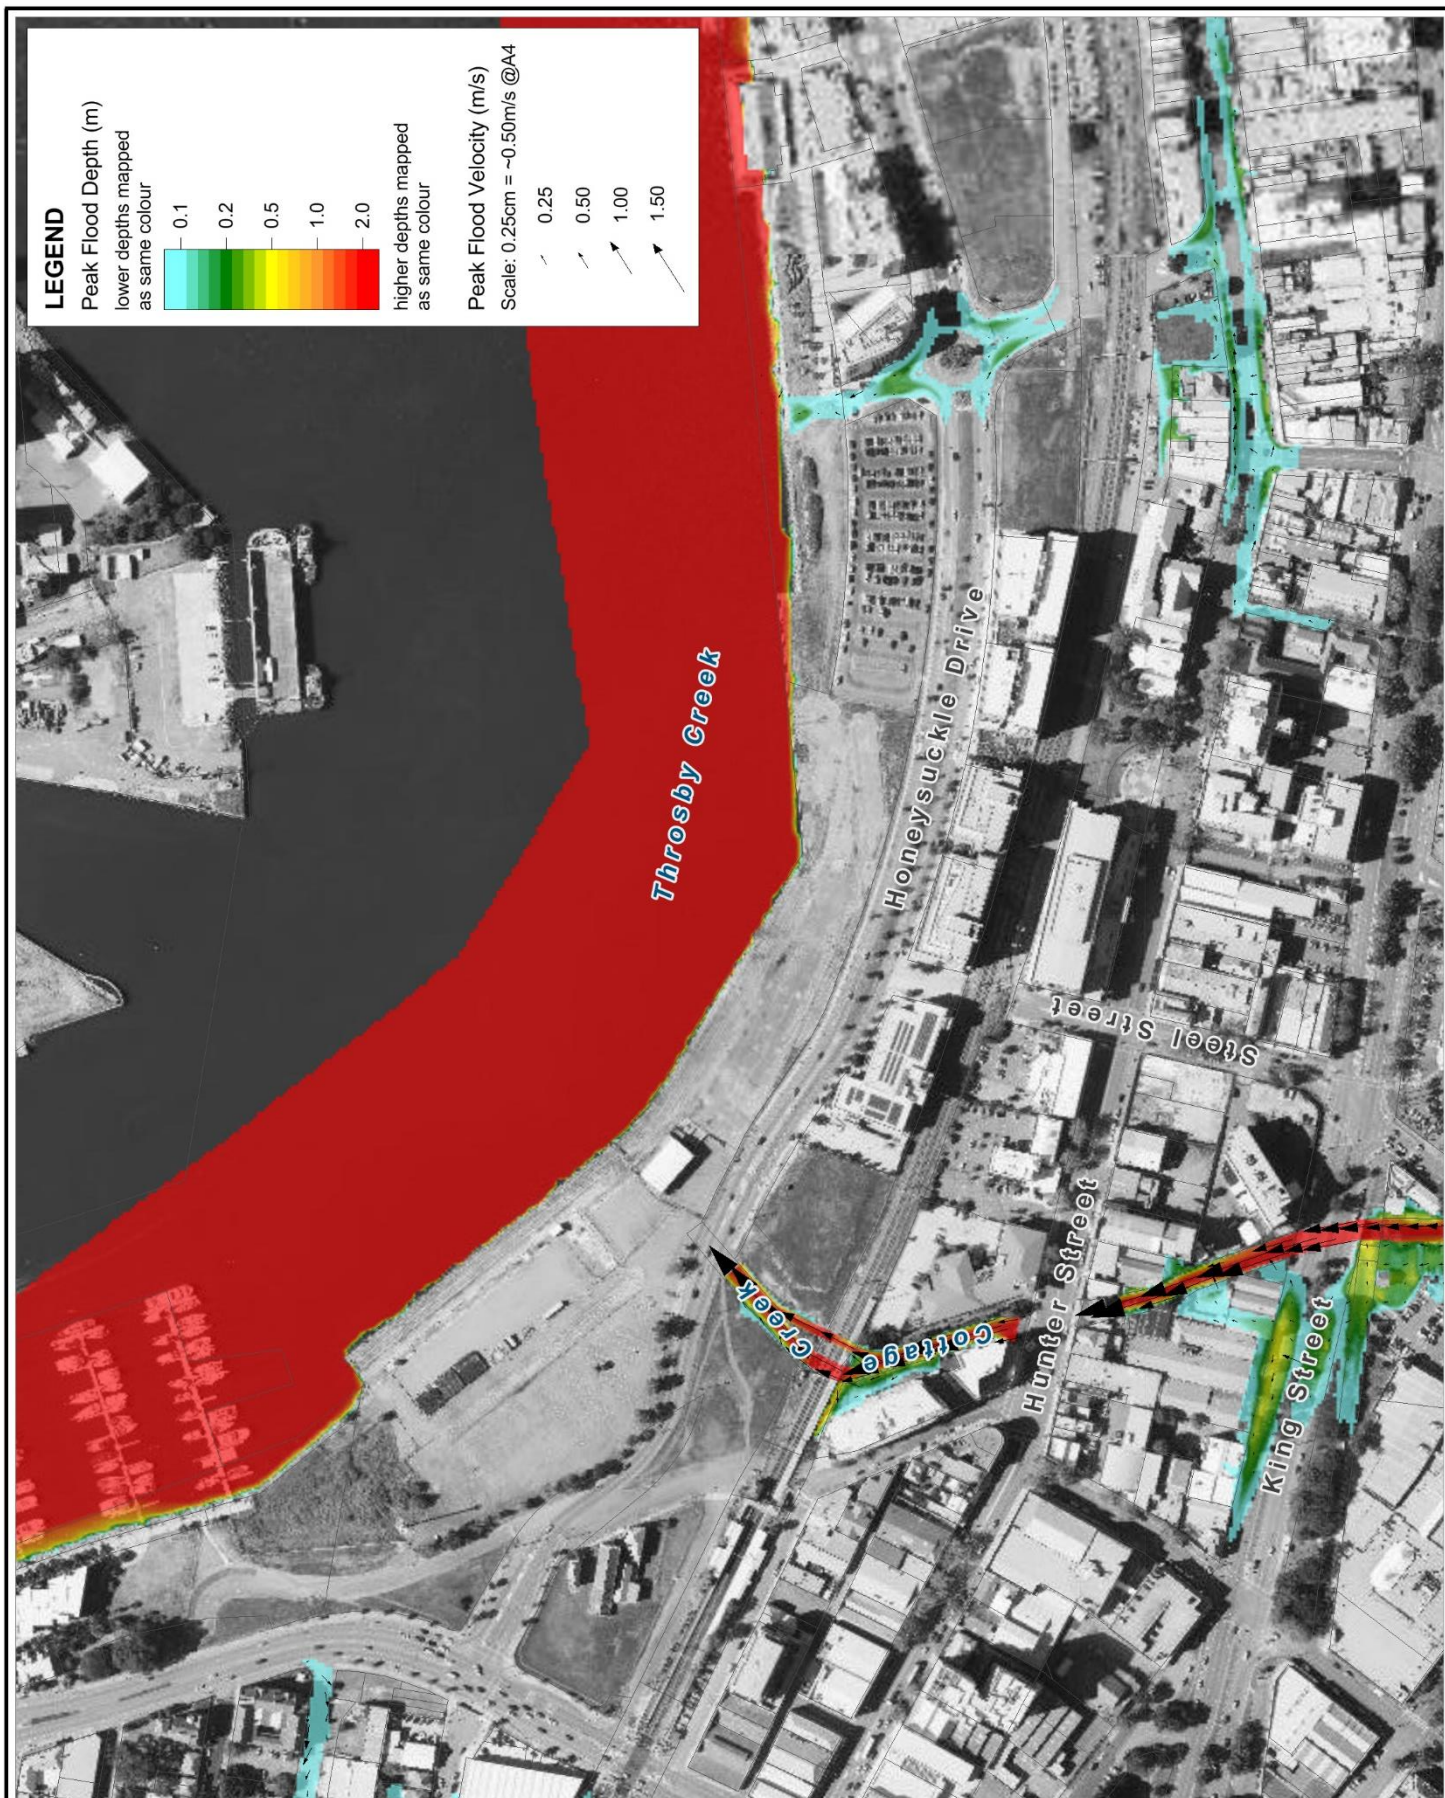 LEGEND
Peak Flood Depth (m)
lower depths mapped
as same colour
0.1
0.2
0.5
1.0
2.0
higher depths mapped
as same colour
Peak Flood Velocity (m/s)
Scale: 0.25cm = ~0.50m/s @A4
0.25
0.50
1.00
1.50
Throsby Creek
Honeysuckle Drive
Steel Street
Cottage Creek
Hunter Street
King Street